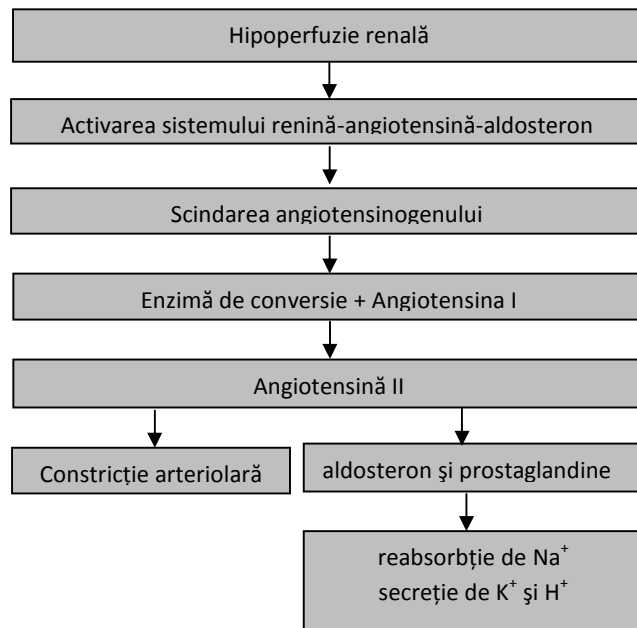 Hipoperfuzie renală
Activarea sistemului renină-angiotensină-aldosteron
Scindarea angiotensinogenului
Enzimă de conversie + Angiotensina I
Angiotensină II
Constricție arteriolară
aldosteron şi prostaglandine
reabsorbție de Na⁺
secreție de K⁺ şi H⁺